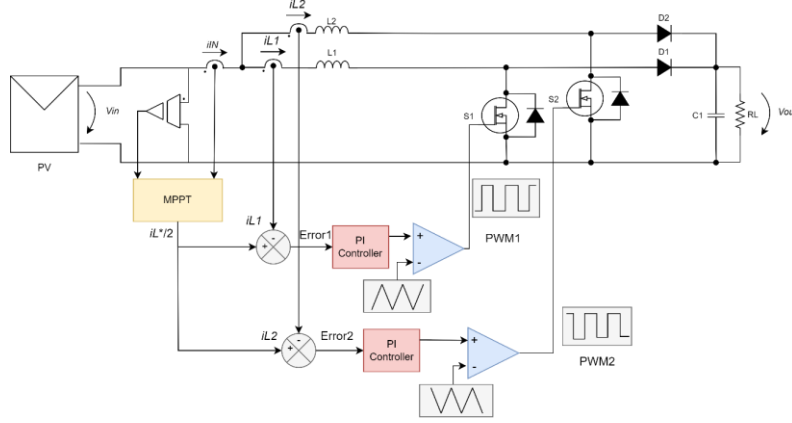 iL2
L2
D2
iIN
iL1
L1
D1
Vin
S1
S2
C1
RL
Vou
PV
MPPT
iL*/2
iL1
Error1
PI
Controller
+
-
+
-
PWM1
iL2
Error2
PI
Controller
+
-
+
-
PWM2